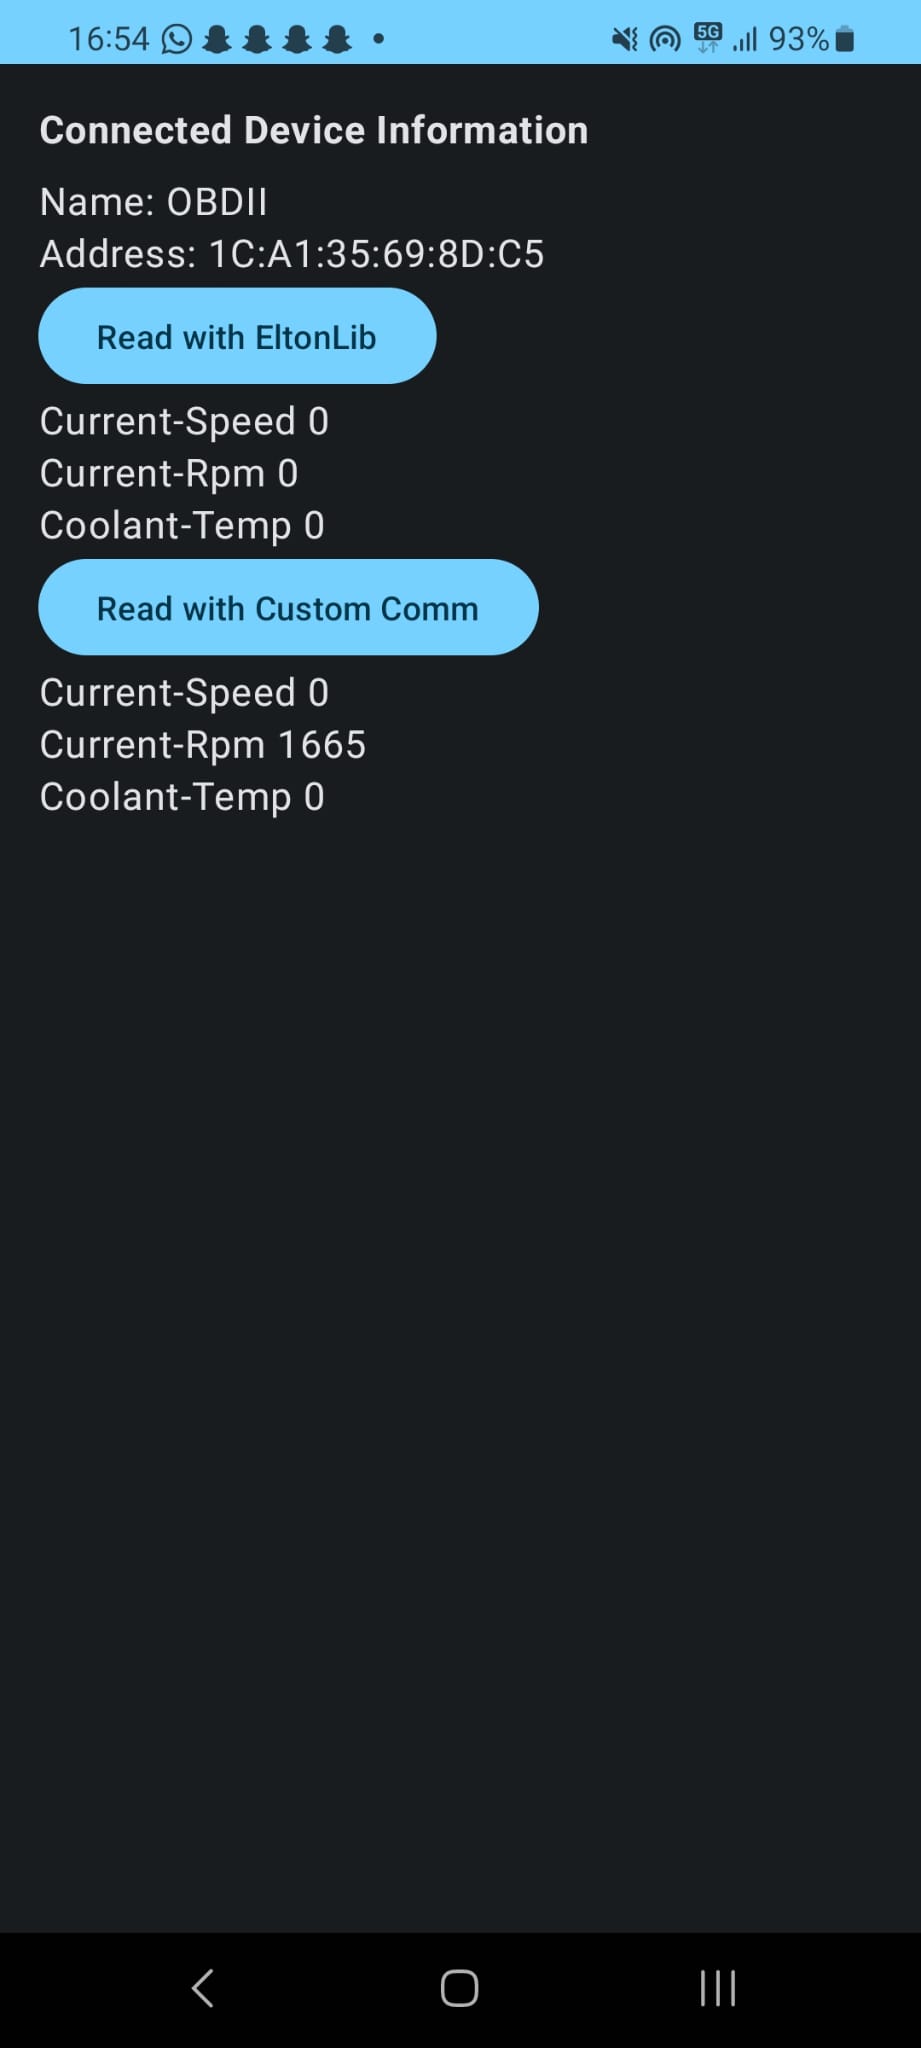 16:54 5G 93%
Connected Device Information
Name: OBDII
Address: 1C:A1:35:69:8D:C5
Read with EltonLib
Current-Speed 0
Current-Rpm 0
Coolant-Temp 0
Read with Custom Comm
Current-Speed 0
Current-Rpm 1665
Coolant-Temp 0